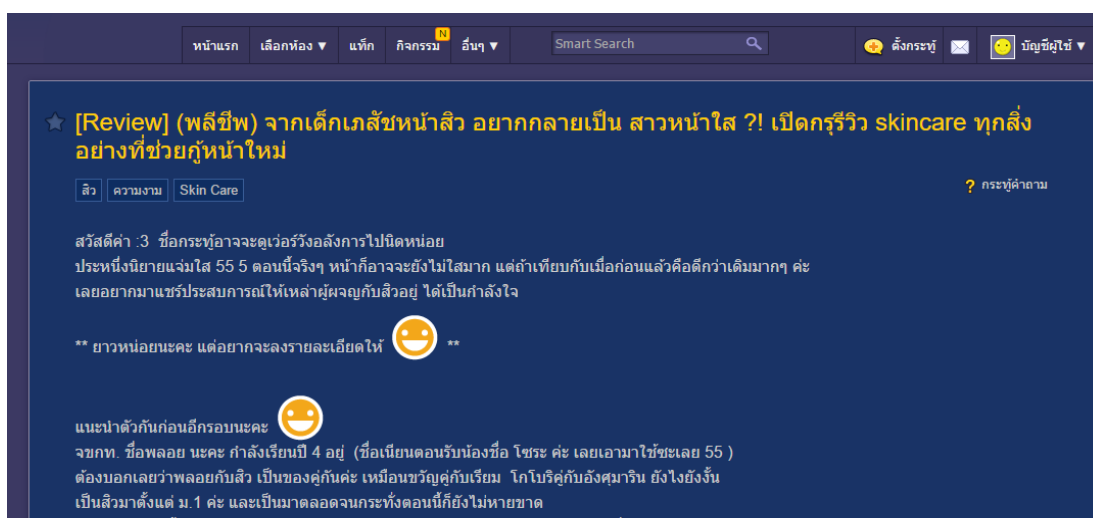 หน้าแรก เลือกห้อง ▼ แท็ก กิจกรรม N อื่นๆ ▼ Smart Search ตั้งกระทู้ บัญชีผู้ใช้ ▼
[Review] (พลีชีพ) จากเด็กเภสัชหน้าสิว อยากกลายเป็น สาวหน้าใส ?! เปิดกรุรีวิว skincare ทุกสิ่ง
อย่างที่ช่วยกู้หน้าใหม่
สิว ความงาม Skin Care ? กระทู้คำถาม
สวัสดีค่า :3 ชื่อกระทู้อาจจะดูเว่อร์วังอลังการไปนิดหน่อย
ประหนึ่งนิยายแจ่มใส 55 5 ตอนนี้จริงๆ หน้าก็อาจจะยังไม่ใสมาก แต่ถ้าเทียบกับเมื่อก่อนแล้วคือดีกว่าเดิมมากๆ ค่ะ
เลยอยากมาแชร์ประสบการณ์ให้เหล่าผู้ผจญกับสิวอยู่ ได้เป็นกำลังใจ
** ยาวหน่อยนะคะ แต่อยากจะลงรายละเอียดให้ **
แนะนำตัวกันก่อนอีกรอบนะคะ
จขกท. ชื่อพลอย นะคะ กำลังเรียนปี 4 อยู่ (ชื่อเนียนตอนรับน้องชื่อ โซระ ค่ะ เลยเอามาใช้ซะเลย 55 )
ต้องบอกเลยว่าพลอยกับสิว เป็นของคู่กันค่ะ เหมือนขวัญคู่กับเรียม โกโบริคู่กับอังศุมาริน ยังไงยังงั้น
เป็นสิวมาตั้งแต่ ม.1 ค่ะ และเป็นมาตลอดจนกระทั่งตอนนี้ก็ยังไม่หายขาด